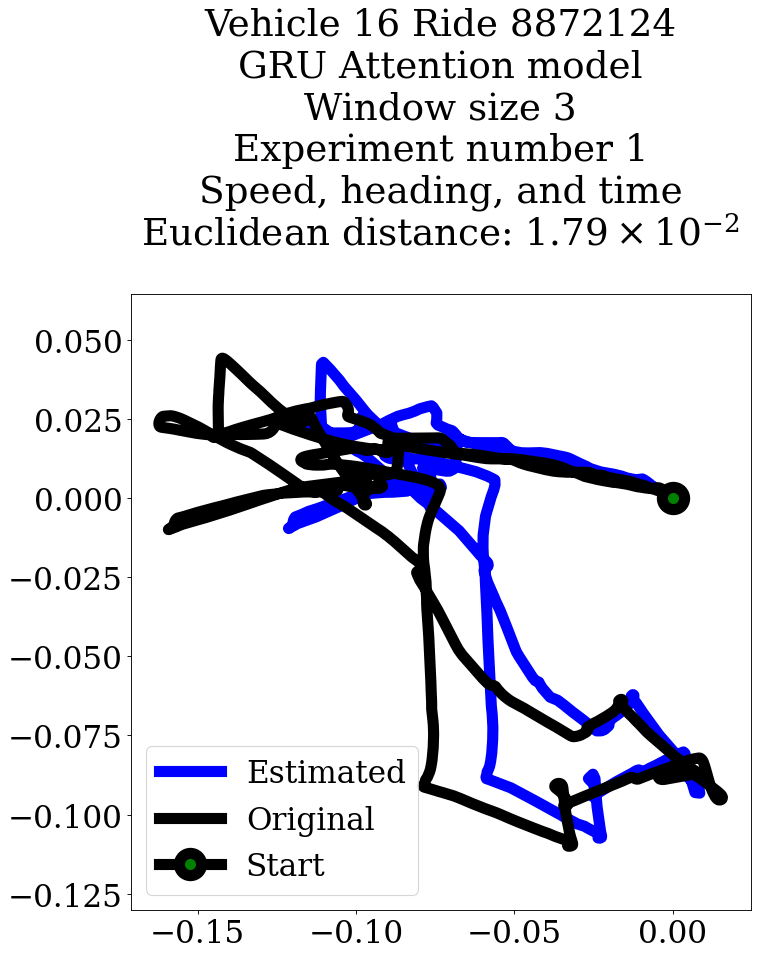 Vehicle 16 Ride 8872124
GRU Attention model
Window size 3
Experiment number 1
Speed, heading, and time
Euclidean distance: 1.79 × 10⁻²
0.050
0.025
0.000
−0.025
−0.050
−0.075
−0.100
−0.125
Estimated
Original
Start
−0.15 −0.10 −0.05 0.00